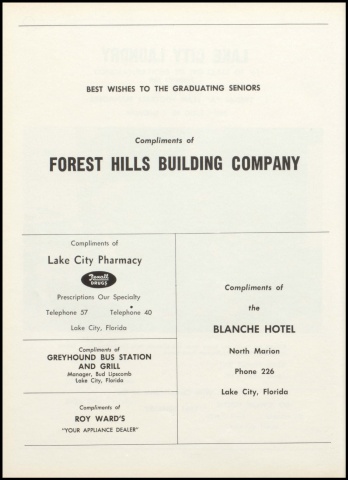 BEST WISHES TO THE GRADUATING SENIORS
Compliments of
FOREST HILLS BUILDING COMPANY
Compliments of
Lake City Pharmacy
Rexall
DRUGS
Prescriptions Our Specialty
Telephone 57 Telephone 40
Lake City, Florida
Compliments of
GREYHOUND BUS STATION
AND GRILL
Manager, Bud Lipscomb
Lake City, Florida
Compliments of
ROY WARD'S
"YOUR APPLIANCE DEALER"
Compliments of
the
BLANCHE HOTEL
North Marion
Phone 226
Lake City, Florida